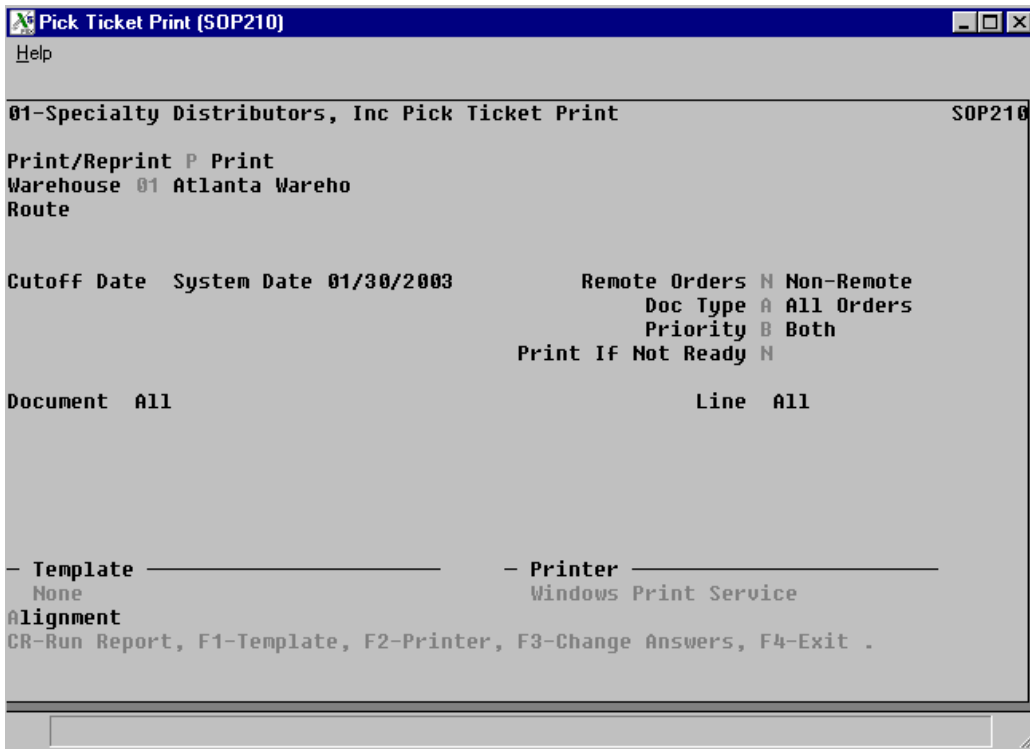 Pick Ticket Print (SOP210)
Help
01-Specialty Distributors, Inc Pick Ticket Print SOP210
Print/Reprint P Print
Warehouse 01 Atlanta Wareho
Route
Cutoff Date System Date 01/30/2003 Remote Orders N Non-Remote
Doc Type A All Orders
Priority B Both
Print If Not Ready N
Document All Line All
Template Printer
None Windows Print Service
Alignment
CR-Run Report, F1-Template, F2-Printer, F3-Change Answers, F4-Exit .